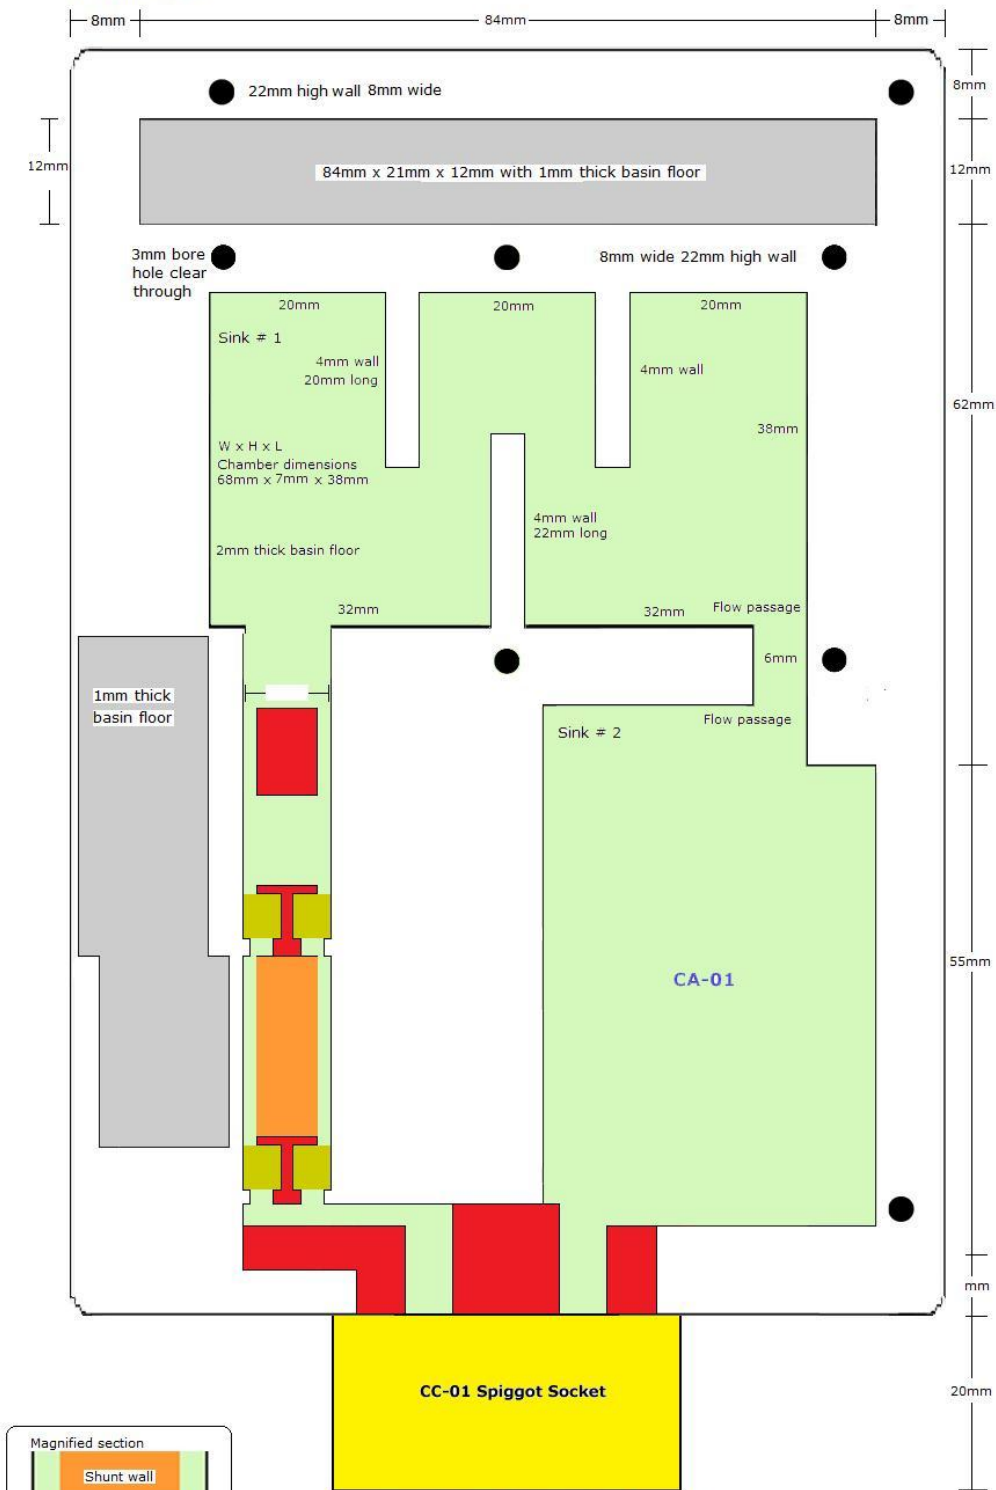 8mm
84mm
8mm
22mm high wall 8mm wide
8mm
12mm
84mm x 21mm x 12mm with 1mm thick basin floor
12mm
3mm bore
hole clear
through
8mm wide 22mm high wall
20mm
20mm
20mm
Sink # 1
4mm wall
20mm long
4mm wall
62mm
38mm
W x H x L
Chamber dimensions
68mm x 7mm x 38mm
4mm wall
22mm long
2mm thick basin floor
32mm
32mm
Flow passage
6mm
1mm thick
basin floor
Flow passage
Sink # 2
55mm
CA-01
mm
CC-01 Spiggot Socket
20mm
Magnified section
Shunt wall